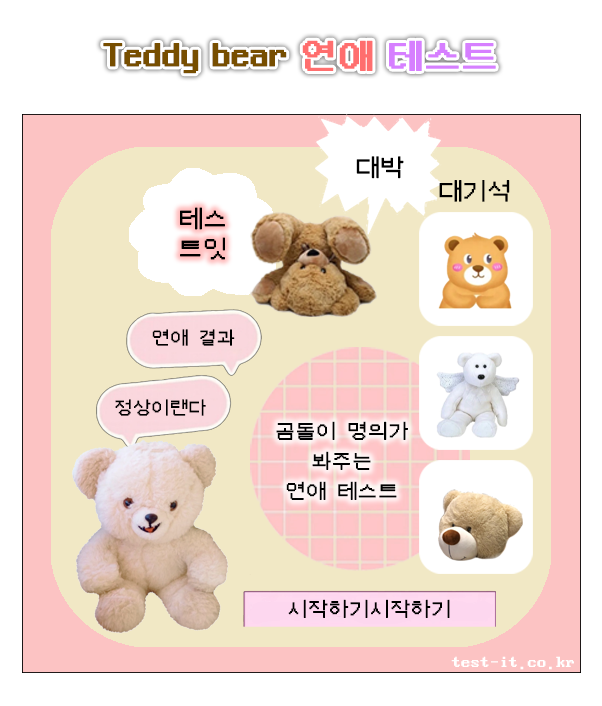 Teddy bear 연애 테스트
대박
대기석
테스
트잇
연애 결과
정상이랜다
곰돌이 명의가
봐주는
연애 테스트
시작하기시작하기
test-it.co.kr